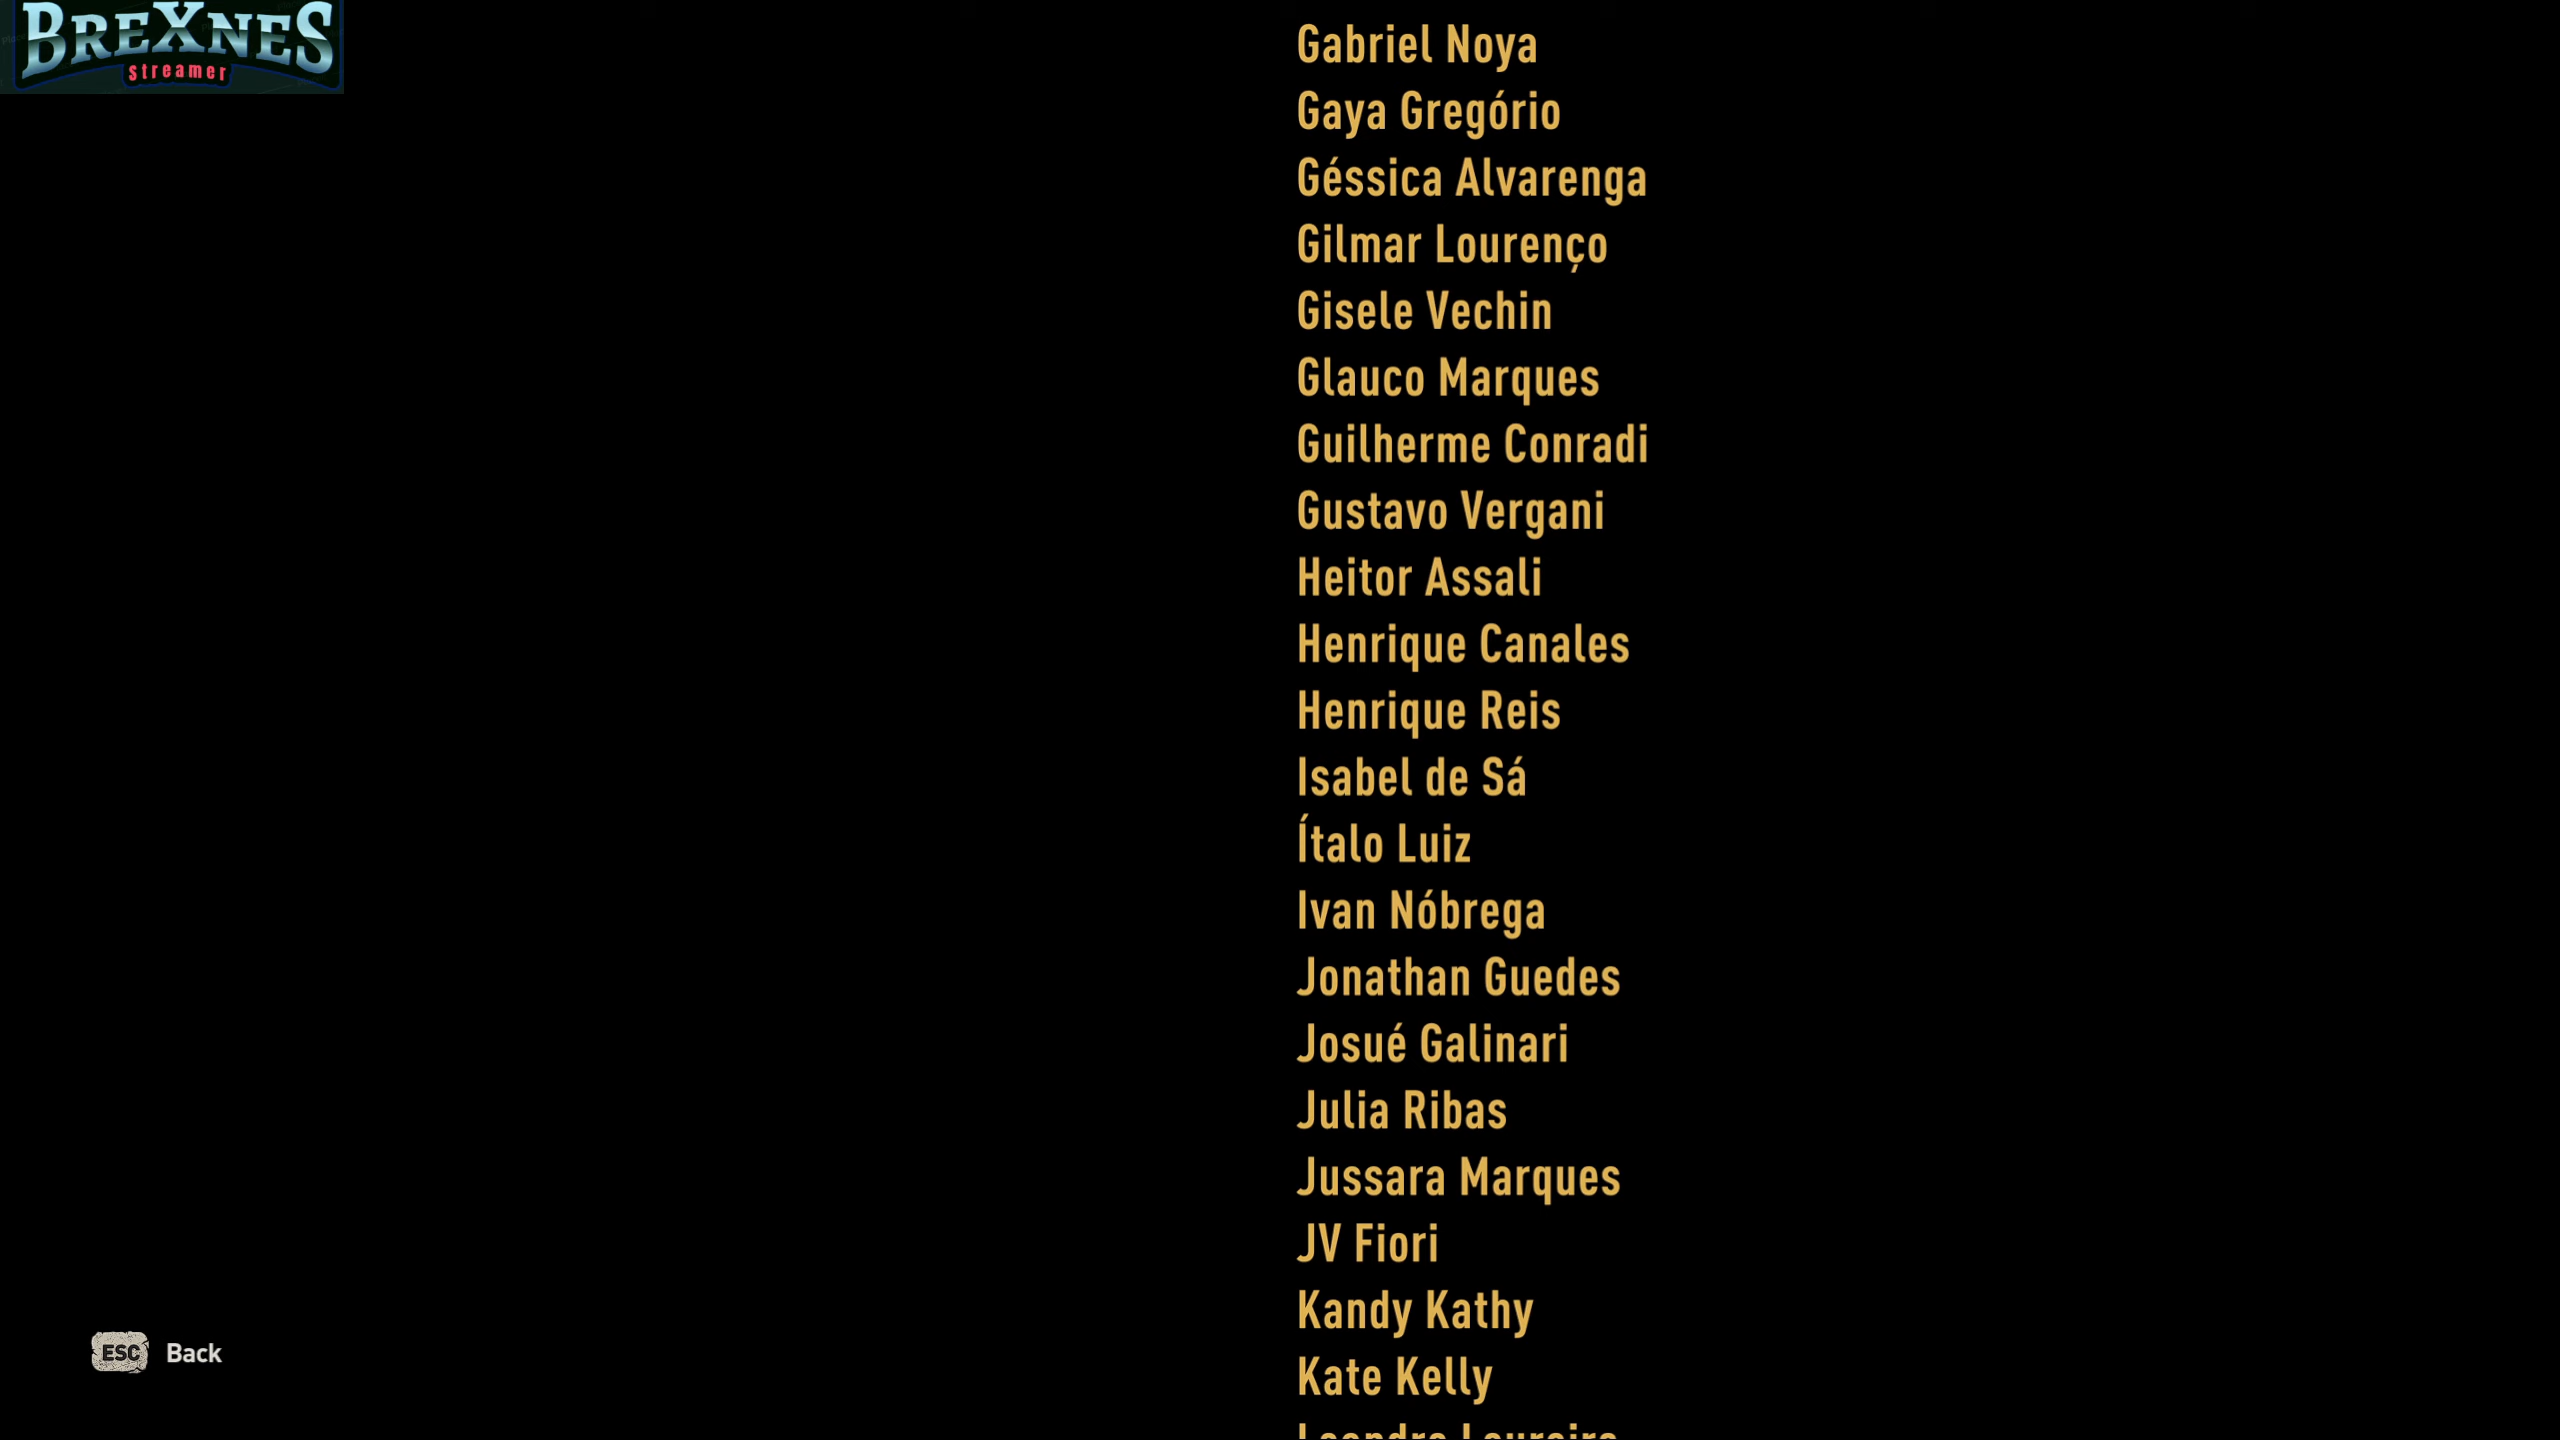 BREXNES
streamer
Gabriel Noya
Gaya Gregório
Géssica Alvarenga
Gilmar Lourenço
Gisele Vechin
Glauco Marques
Guilherme Conradi
Gustavo Vergani
Heitor Assali
Henrique Canales
Henrique Reis
Isabel de Sá
Ítalo Luiz
Ivan Nóbrega
Jonathan Guedes
Josué Galinari
Julia Ribas
Jussara Marques
JV Fiori
Kandy Kathy
ESC Back
Kate Kelly